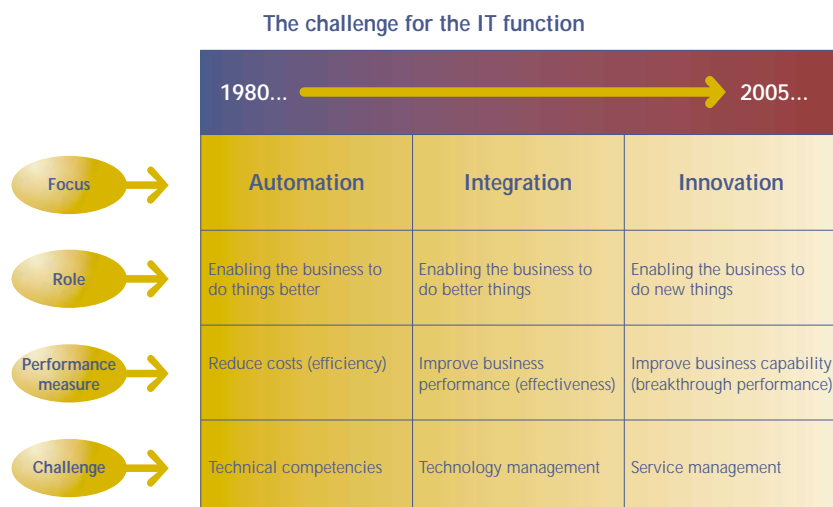 The challenge for the IT function
1980...
2005...
Focus
Automation
Integration
Innovation
Role
Enabling the business to
do things better
Enabling the business to
do better things
Enabling the business to
do new things
Performance
measure
Reduce costs (efficiency)
Improve business
performance (effectiveness)
Improve business capability
(breakthrough performance)
Challenge
Technical competencies
Technology management
Service management